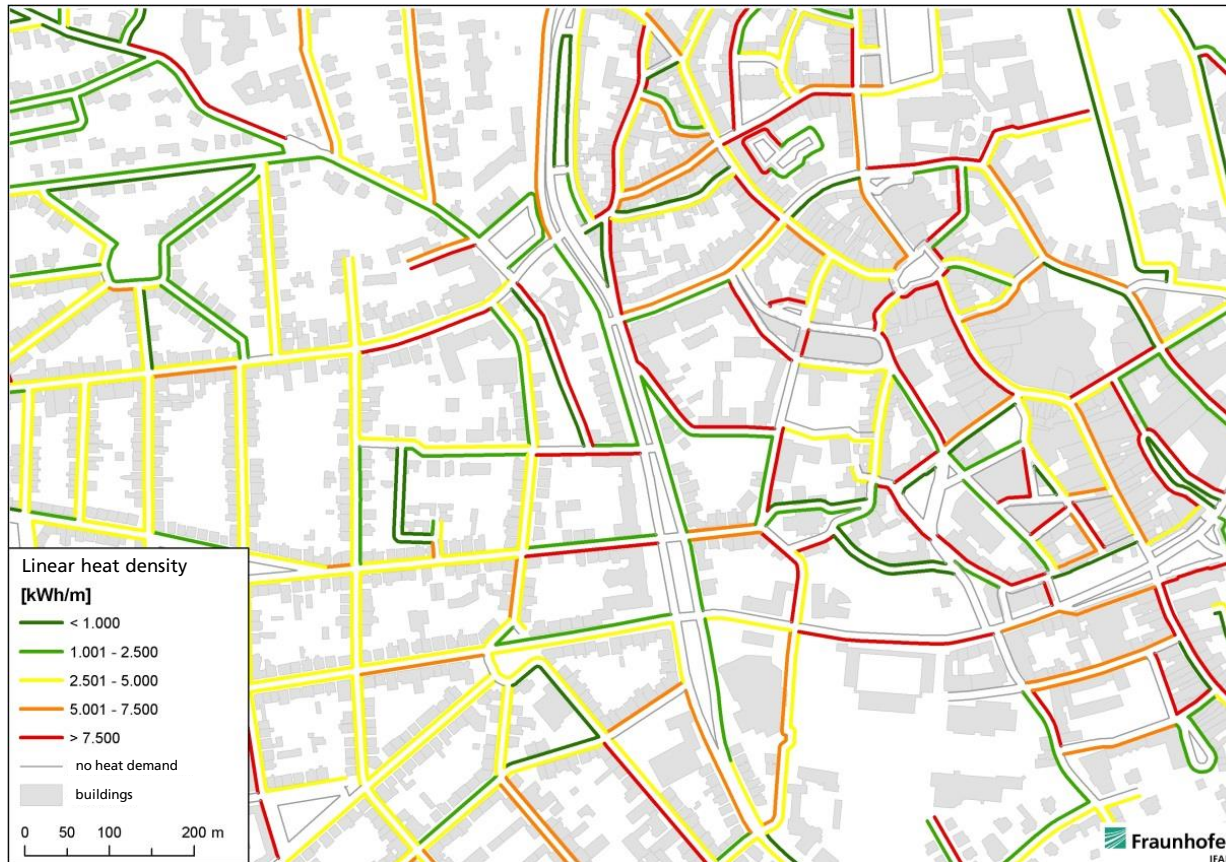 Linear heat density
[kWh/m]
< 1.000
1.001 - 2.500
2.501 - 5.000
5.001 - 7.500
> 7.500
no heat demand
buildings
0 50 100 200 m
Fraunhofer